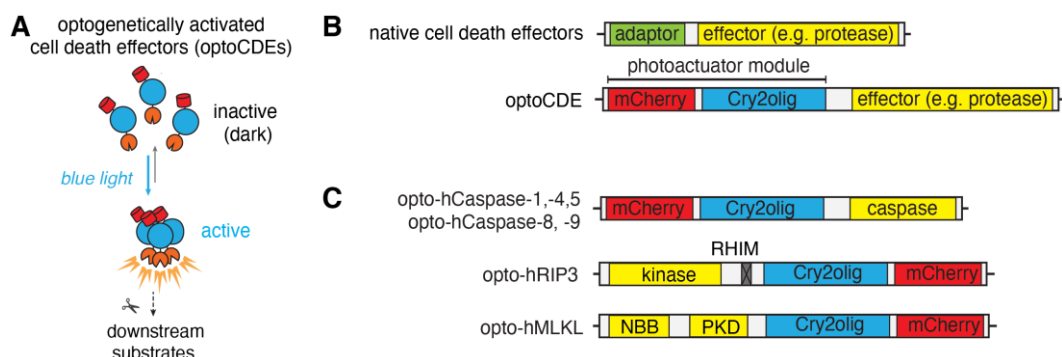 A
optogenetically activated
cell death effectors (optoCDEs)
inactive
(dark)
blue light
active
downstream
substrates
B
native cell death effectors
adaptor
effector (e.g. protease)
photoactuator module
optoCDE
mCherry
Cry2olig
effector (e.g. protease)
C
opto-hCaspase-1,-4,5
opto-hCaspase-8, -9
mCherry
Cry2olig
caspase
RHIM
opto-hRIP3
kinase
Cry2olig
mCherry
opto-hMLKL
NBB
PKD
Cry2olig
mCherry